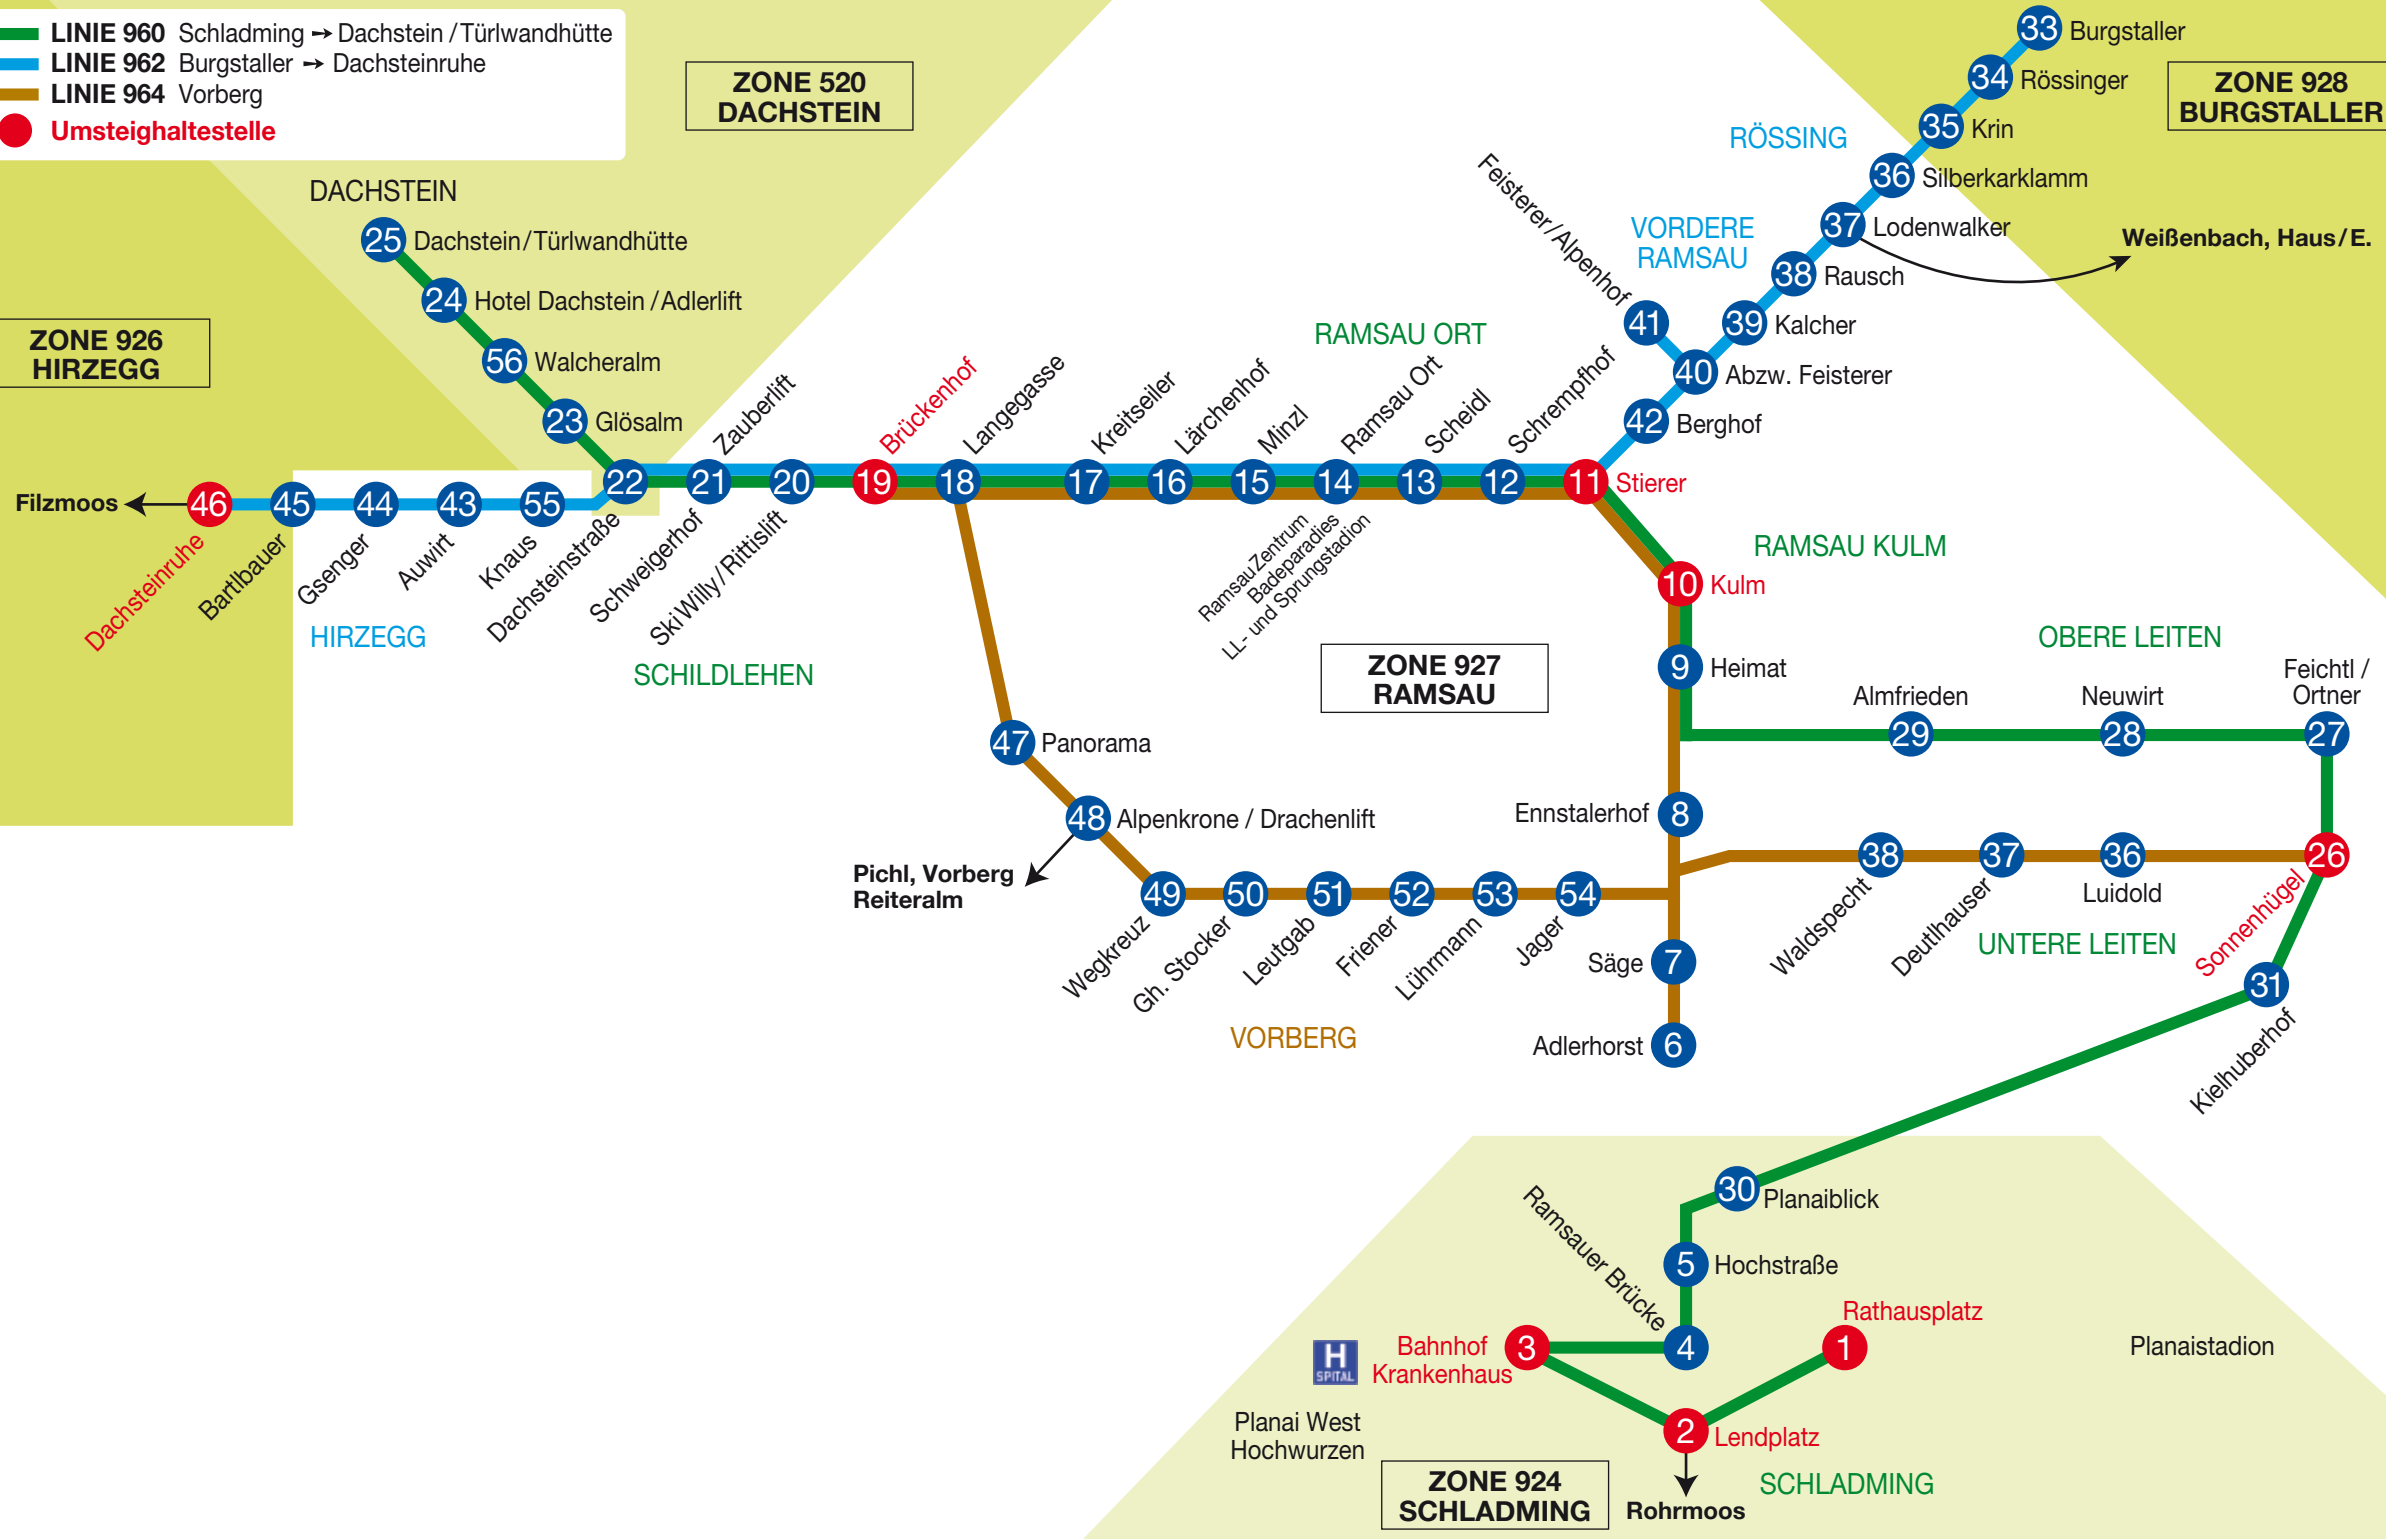 LINIE 960 Schladming → Dachstein / Türlwandhütte
LINIE 962 Burgstaller → Dachsteinruhe
LINIE 964 Vorberg
Umsteighaltestelle
ZONE 520
DACHSTEIN
ZONE 928
BURGSTALLER
ZONE 926
HIRZEGG
DACHSTEIN
25 Dachstein/Türlwandhütte
24 Hotel Dachstein / Adlerlift
56 Walcheralm
23 Glösalm
33 Burgstaller
34 Rössinger
35 Krin
RÖSSING
36 Silberkarklamm
37 Lodenwalker
Weißenbach, Haus/E.
VORDERE
RAMSAU
38 Rausch
39 Kalcher
Feisterer/Alpenhof
41
40 Abzw. Feisterer
42 Berghof
RAMSAU ORT
Filzmoos
46 Dachsteinruhe
45 Bartlbauer
44 Gsenger
43 Auwirt
55 Knaus
22 Dachsteinstraße
21 Zauberlift
Schweigerhof
20 SkiWilly/Rittislift
19 Brückenhof
18 Langegasse
17 Kreitseiler
16 Lärchenhof
15 Minzl
14 Ramsau Ort
Ramsau Zentrum
Badeparadies
LL- und Sprungstadion
13 Scheidl
12 Schrempfhof
11 Stierer
HIRZEGG
SCHILDLEHEN
RAMSAU KULM
10 Kulm
9 Heimat
ZONE 927
RAMSAU
OBERE LEITEN
Almfrieden
29
Neuwirt
28
Feichtl /
Ortner
27
47 Panorama
48 Alpenkrone / Drachenlift
Pichl, Vorberg
Reiteralm
Ennstalerhof 8
49 Wegkreuz
50 Gh. Stocker
51 Leutgab
52 Friener
53 Lührmann
54 Jager
38 Waldspecht
37 Deutlhauser
36 Luidold
26 Sonnenhügel
UNTERE LEITEN
Säge 7
31 Kielhuberhof
VORBERG
Adlerhorst 6
30 Planaiblick
5 Hochstraße
Ramsauer Brücke
4
H
SPITAL
Bahnhof
Krankenhaus
3
Rathausplatz
1
Planaistadion
Planai West
Hochwurzen
2 Lendplatz
ZONE 924
SCHLADMING
SCHLADMING
Rohrmoos